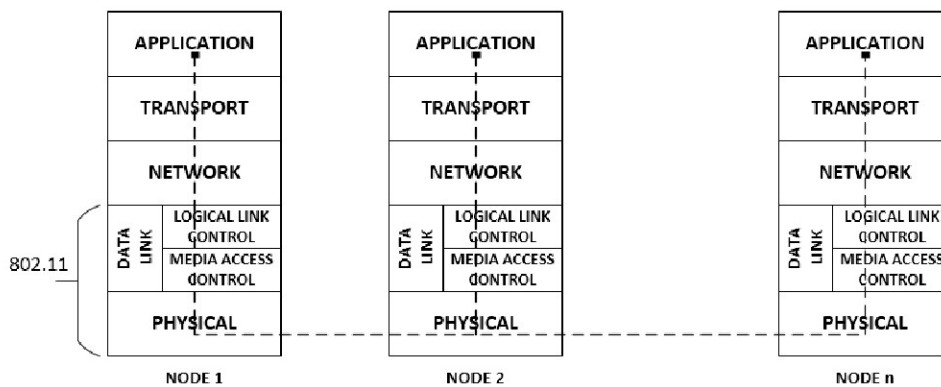 APPLICATION
TRANSPORT
NETWORK
DATA LINK
LOGICAL LINK
CONTROL
MEDIA ACCESS
CONTROL
PHYSICAL
NODE 1
APPLICATION
TRANSPORT
NETWORK
DATA LINK
LOGICAL LINK
CONTROL
MEDIA ACCESS
CONTROL
PHYSICAL
NODE 2
APPLICATION
TRANSPORT
NETWORK
DATA LINK
LOGICAL LINK
CONTROL
MEDIA ACCESS
CONTROL
PHYSICAL
NODE n
802.11